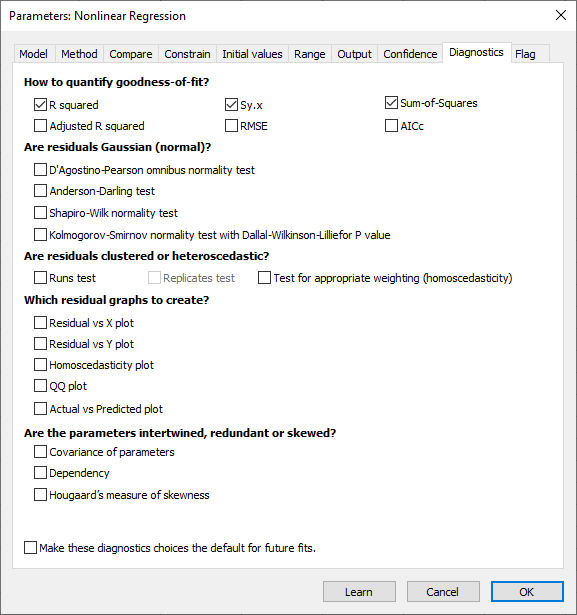 Parameters: Nonlinear Regression
Model Method Compare Constrain Initial values Range Output Confidence Diagnostics Flag
How to quantify goodness-of-fit?
R squared Sy.x Sum-of-Squares
Adjusted R squared RMSE AICc
Are residuals Gaussian (normal)?
D'Agostino-Pearson omnibus normality test
Anderson-Darling test
Shapiro-Wilk normality test
Kolmogorov-Smirnov normality test with Dallal-Wilkinson-Lilliefor P value
Are residuals clustered or heteroscedastic?
Runs test Replicates test Test for appropriate weighting (homoscedasticity)
Which residual graphs to create?
Residual vs X plot
Residual vs Y plot
Homoscedasticity plot
QQ plot
Actual vs Predicted plot
Are the parameters intertwined, redundant or skewed?
Covariance of parameters
Dependency
Hougaard’s measure of skewness
Make these diagnostics choices the default for future fits.
Learn Cancel OK